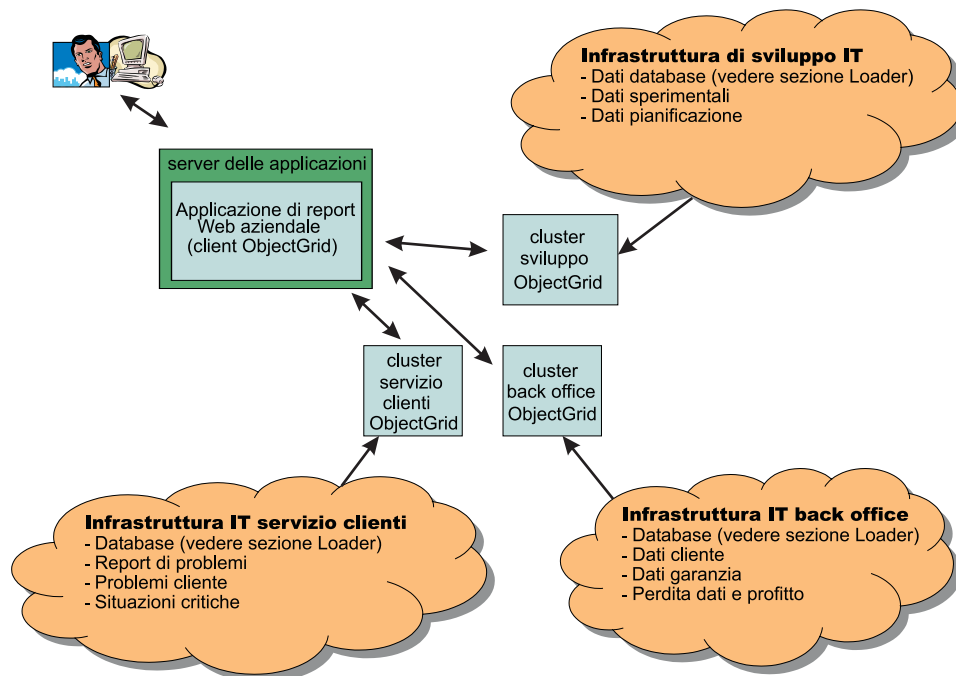 Infrastruttura di sviluppo IT
- Dati database (vedere sezione Loader)
- Dati sperimentali
- Dati pianificazione
server delle applicazioni
Applicazione di report
Web aziendale
(client ObjectGrid)
cluster
sviluppo
ObjectGrid
cluster
servizio
clienti
ObjectGrid
cluster
back office
ObjectGrid
Infrastruttura IT servizio clienti
- Database (vedere sezione Loader)
- Report di problemi
- Problemi cliente
- Situazioni critiche
Infrastruttura IT back office
- Database (vedere sezione Loader)
- Dati cliente
- Dati garanzia
- Perdita dati e profitto